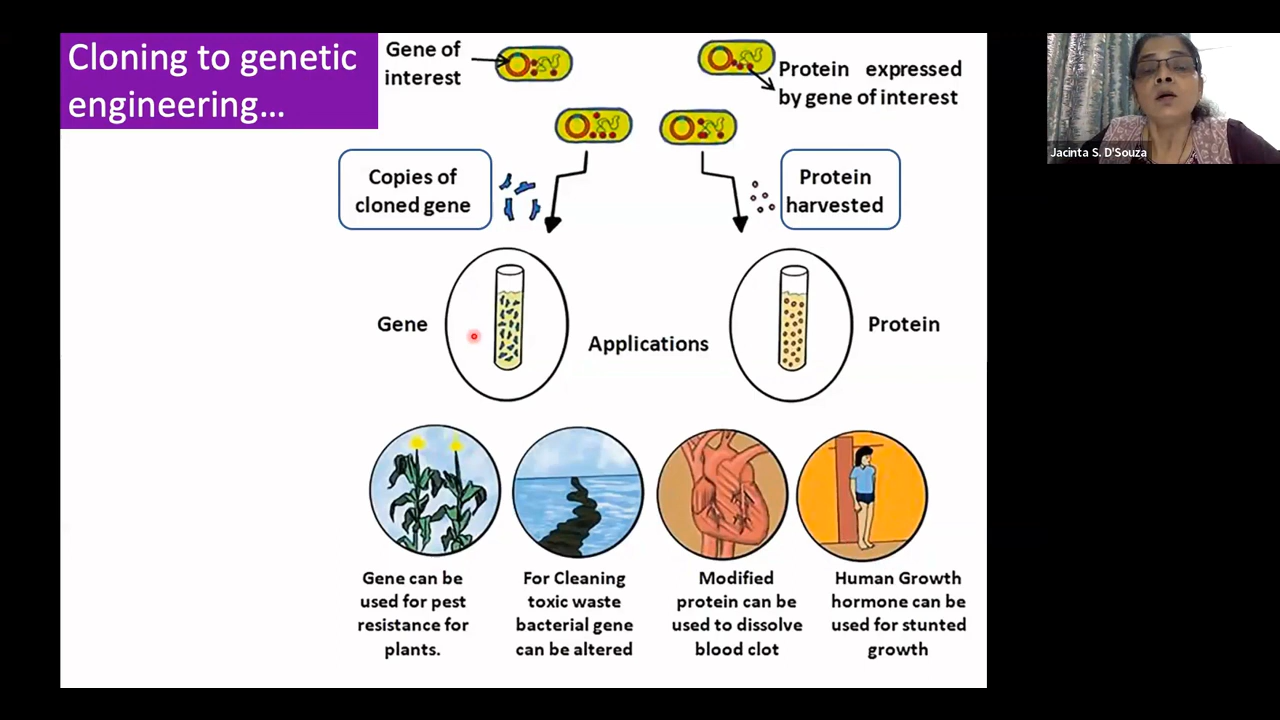 Cloning to genetic
engineering...
Gene of
interest
Protein expressed
by gene of interest
Jacinta S. D'Souza
Copies of
cloned gene
Protein
harvested
Gene
Applications
Protein
Gene can be
used for pest
resistance for
plants.
For Cleaning
toxic waste
bacterial gene
can be altered
Modified
protein can be
used to dissolve
blood clot
Human Growth
hormone can be
used for stunted
growth